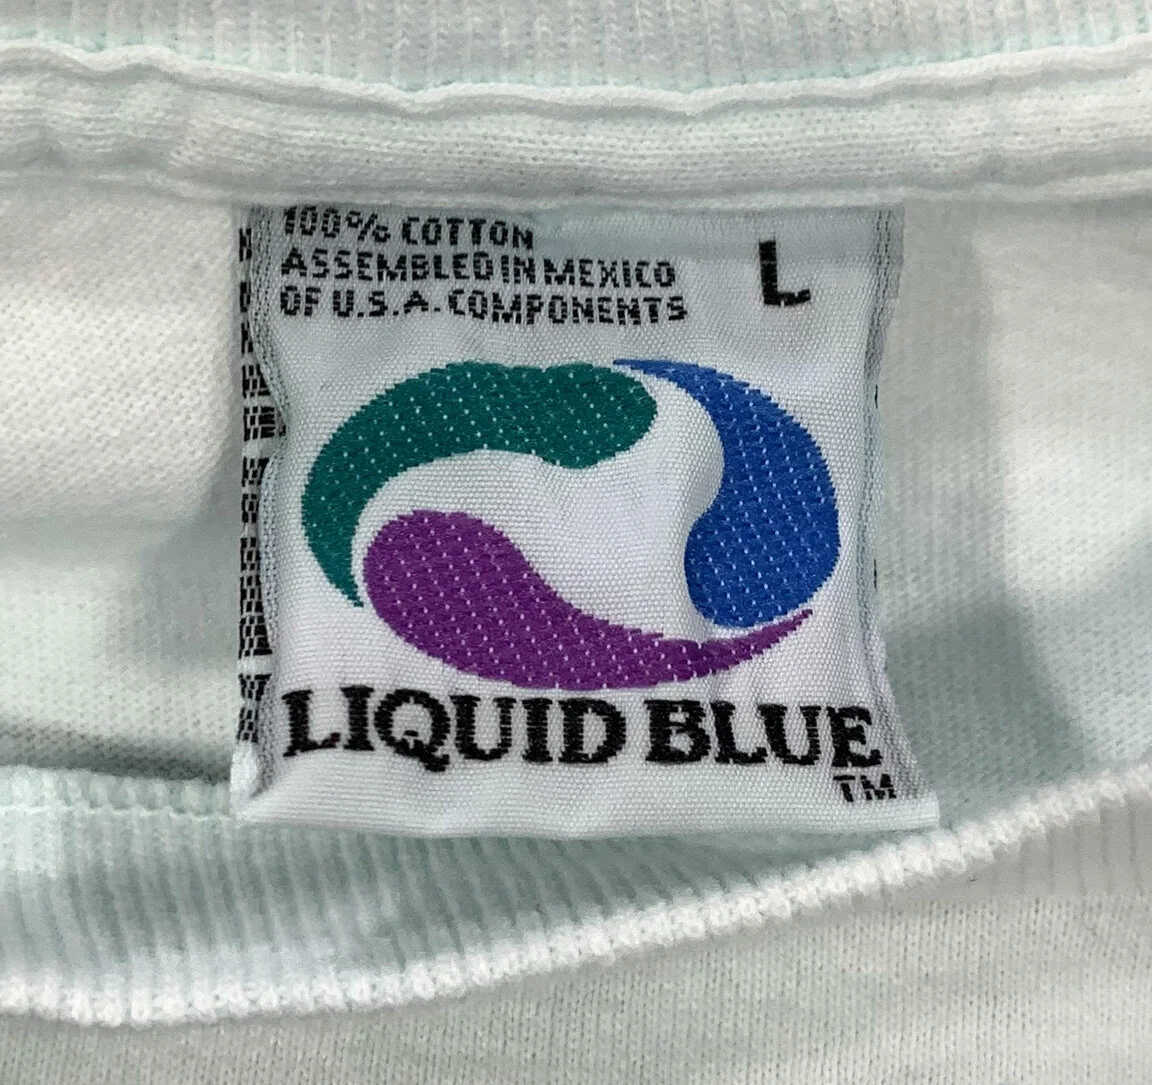 100% COTTON
ASSEMBLED IN MEXICO
OF U.S.A. COMPONENTS
L
LIQUID BLUE
TM